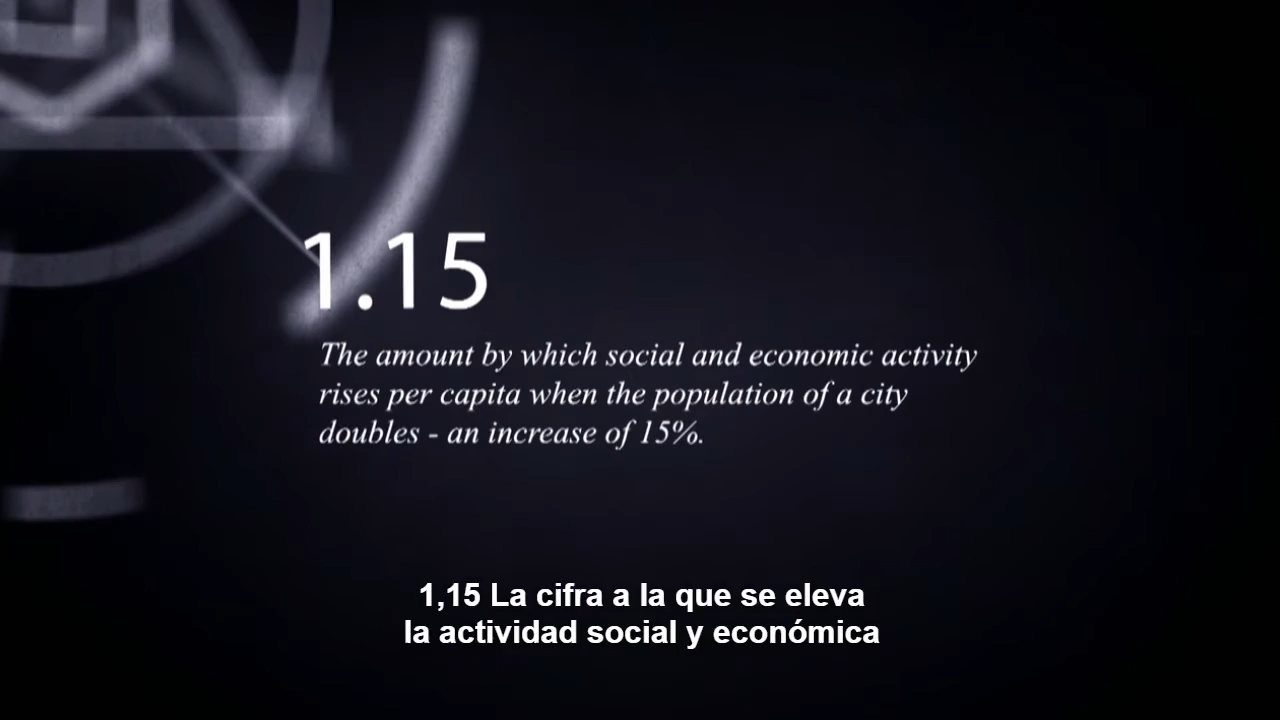 1.15
The amount by which social and economic activity
rises per capita when the population of a city
doubles - an increase of 15%.
1,15 La cifra a la que se eleva
la actividad social y económica